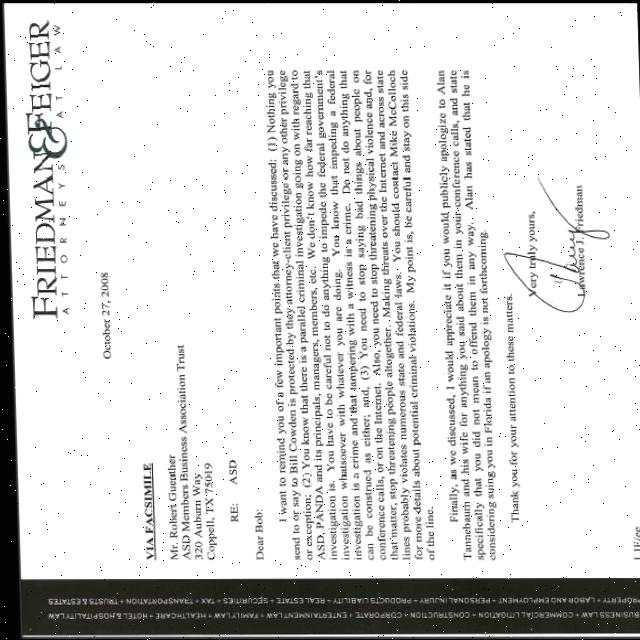 FRIEDMAN & FEIGER
ATTORNEYS AT LAW
October 27, 2008
VIA FACSIMILE
Mr. Robert Guenther
ASD Members Business Association Trust
320 Auburn Way
Coppell, TX 75019
RE: ASD
Dear Bob:
I want to remind you of a few important points that we have discussed: (1) Nothing you
send to or say to Bill Cowden is protected by they attorney-client privilege or any other privilege
or exception; (2) You know that there is a parallel criminal investigation going on with regard to
ASD, PANDA, and its principals, managers, members, etc. We don't know how far reaching that
investigation is. You have to be careful not to do anything to impede the federal government's
investigation whatsoever with whatever you are doing. You know that impeding a federal
investigation is a crime and that tampering with a witness is a crime. Do not do anything that
can be construed as either; and, (3) You need to stop saying bad things about people on
conference calls, or on the Internet. Also, you need to stop threatening physical violence and, for
that matter, stop threatening people altogether. Making threats over the Internet and across state
lines probably violates numerous state and federal laws. You should contact Mike McColloch
for more details about potential criminal violations. My point is, be careful and stay on this side
of the line.
Finally, as we discussed, I would appreciate it if you would publicly apologize to Alan
Tannebaum and his wife for anything you said about them in your conference calls, and state
specifically that you did not mean to offend them in any way. Alan has stated that he is
considering suing you in Florida if an apology is not forthcoming.
Thank you for your attention to these matters.
Very truly yours,
Lawrence J. Friedman
BUSINESS LAW • COMMERCIAL LITIGATION • CONSTRUCTION • CORPORATE • ENTERTAINMENT • FAMILY LAW • HEALTHCARE • HOTEL & HOSPITALITY
PROPERTY • LABOR AND EMPLOYMENT • PERSONAL INJURY • PRODUCTS LIABILITY • REAL ESTATE • SECURITIES • TAX • TRANSPORTATION • TRUSTS & ESTATES